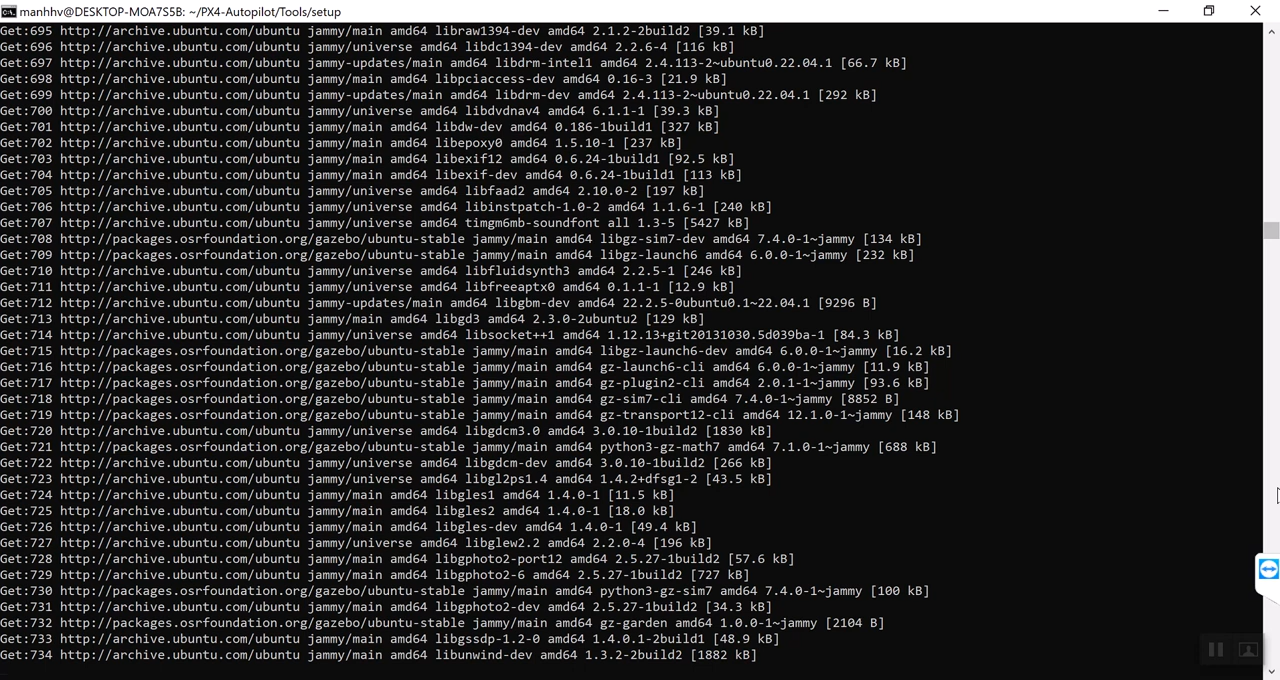 manhhv@DESKTOP-MOA7S5B: ~/PX4-Autopilot/Tools/setup
Get:695 http://archive.ubuntu.com/ubuntu jammy/main amd64 libraw1394-dev amd64 2.1.2-2build2 [39.1 kB]
Get:696 http://archive.ubuntu.com/ubuntu jammy/universe amd64 libdc1394-dev amd64 2.2.6-4 [116 kB]
Get:697 http://archive.ubuntu.com/ubuntu jammy-updates/main amd64 libdrm-intel1 amd64 2.4.113-2~ubuntu0.22.04.1 [66.7 kB]
Get:698 http://archive.ubuntu.com/ubuntu jammy/main amd64 libpciaccess-dev amd64 0.16-3 [21.9 kB]
Get:699 http://archive.ubuntu.com/ubuntu jammy-updates/main amd64 libdrm-dev amd64 2.4.113-2~ubuntu0.22.04.1 [292 kB]
Get:700 http://archive.ubuntu.com/ubuntu jammy/universe amd64 libdvdnav4 amd64 6.1.1-1 [39.3 kB]
Get:701 http://archive.ubuntu.com/ubuntu jammy/main amd64 libdw-dev amd64 0.186-1build1 [327 kB]
Get:702 http://archive.ubuntu.com/ubuntu jammy/main amd64 libepoxy0 amd64 1.5.10-1 [237 kB]
Get:703 http://archive.ubuntu.com/ubuntu jammy/main amd64 libexif12 amd64 0.6.24-1build1 [92.5 kB]
Get:704 http://archive.ubuntu.com/ubuntu jammy/main amd64 libexif-dev amd64 0.6.24-1build1 [113 kB]
Get:705 http://archive.ubuntu.com/ubuntu jammy/universe amd64 libfaad2 amd64 2.10.0-2 [197 kB]
Get:706 http://archive.ubuntu.com/ubuntu jammy/universe amd64 libinstpatch-1.0-2 amd64 1.1.6-1 [240 kB]
Get:707 http://archive.ubuntu.com/ubuntu jammy/universe amd64 timgm6mb-soundfont all 1.3-5 [5427 kB]
Get:708 http://packages.osrfoundation.org/gazebo/ubuntu-stable jammy/main amd64 libgz-sim7-dev amd64 7.4.0-1~jammy [134 kB]
Get:709 http://packages.osrfoundation.org/gazebo/ubuntu-stable jammy/main amd64 libgz-launch6 amd64 6.0.0-1~jammy [232 kB]
Get:710 http://archive.ubuntu.com/ubuntu jammy/universe amd64 libfluidsynth3 amd64 2.2.5-1 [246 kB]
Get:711 http://archive.ubuntu.com/ubuntu jammy/universe amd64 libfreeaptx0 amd64 0.1.1-1 [12.9 kB]
Get:712 http://archive.ubuntu.com/ubuntu jammy-updates/main amd64 libgbm-dev amd64 22.2.5-0ubuntu0.1~22.04.1 [9296 B]
Get:713 http://archive.ubuntu.com/ubuntu jammy/main amd64 libgd3 amd64 2.3.0-2ubuntu2 [129 kB]
Get:714 http://archive.ubuntu.com/ubuntu jammy/universe amd64 libsocket++1 amd64 1.12.13+git20131030.5d039ba-1 [84.3 kB]
Get:715 http://packages.osrfoundation.org/gazebo/ubuntu-stable jammy/main amd64 libgz-launch6-dev amd64 6.0.0-1~jammy [16.2 kB]
Get:716 http://packages.osrfoundation.org/gazebo/ubuntu-stable jammy/main amd64 gz-launch6-cli amd64 6.0.0-1~jammy [11.9 kB]
Get:717 http://packages.osrfoundation.org/gazebo/ubuntu-stable jammy/main amd64 gz-plugin2-cli amd64 2.0.1-1~jammy [93.6 kB]
Get:718 http://packages.osrfoundation.org/gazebo/ubuntu-stable jammy/main amd64 gz-sim7-cli amd64 7.4.0-1~jammy [8852 B]
Get:719 http://packages.osrfoundation.org/gazebo/ubuntu-stable jammy/main amd64 gz-transport12-cli amd64 12.1.0-1~jammy [148 kB]
Get:720 http://archive.ubuntu.com/ubuntu jammy/universe amd64 libgdcm3.0 amd64 3.0.10-1build2 [1830 kB]
Get:721 http://packages.osrfoundation.org/gazebo/ubuntu-stable jammy/main amd64 python3-gz-math7 amd64 7.1.0-1~jammy [688 kB]
Get:722 http://archive.ubuntu.com/ubuntu jammy/universe amd64 libgdcm-dev amd64 3.0.10-1build2 [266 kB]
Get:723 http://archive.ubuntu.com/ubuntu jammy/universe amd64 libgl2ps1.4 amd64 1.4.2+dfsg1-2 [43.5 kB]
Get:724 http://archive.ubuntu.com/ubuntu jammy/main amd64 libgles1 amd64 1.4.0-1 [11.5 kB]
Get:725 http://archive.ubuntu.com/ubuntu jammy/main amd64 libgles2 amd64 1.4.0-1 [18.0 kB]
Get:726 http://archive.ubuntu.com/ubuntu jammy/main amd64 libgles-dev amd64 1.4.0-1 [49.4 kB]
Get:727 http://archive.ubuntu.com/ubuntu jammy/universe amd64 libglew2.2 amd64 2.2.0-4 [196 kB]
Get:728 http://archive.ubuntu.com/ubuntu jammy/main amd64 libgphoto2-port12 amd64 2.5.27-1build2 [57.6 kB]
Get:729 http://archive.ubuntu.com/ubuntu jammy/main amd64 libgphoto2-6 amd64 2.5.27-1build2 [727 kB]
Get:730 http://packages.osrfoundation.org/gazebo/ubuntu-stable jammy/main amd64 python3-gz-sim7 amd64 7.4.0-1~jammy [100 kB]
Get:731 http://archive.ubuntu.com/ubuntu jammy/main amd64 libgphoto2-dev amd64 2.5.27-1build2 [34.3 kB]
Get:732 http://packages.osrfoundation.org/gazebo/ubuntu-stable jammy/main amd64 gz-garden amd64 1.0.0-1~jammy [2104 B]
Get:733 http://archive.ubuntu.com/ubuntu jammy/universe amd64 libgssdp-1.2-0 amd64 1.4.0.1-2build1 [48.9 kB]
Get:734 http://archive.ubuntu.com/ubuntu jammy/main amd64 libunwind-dev amd64 1.3.2-2build2 [1882 kB]